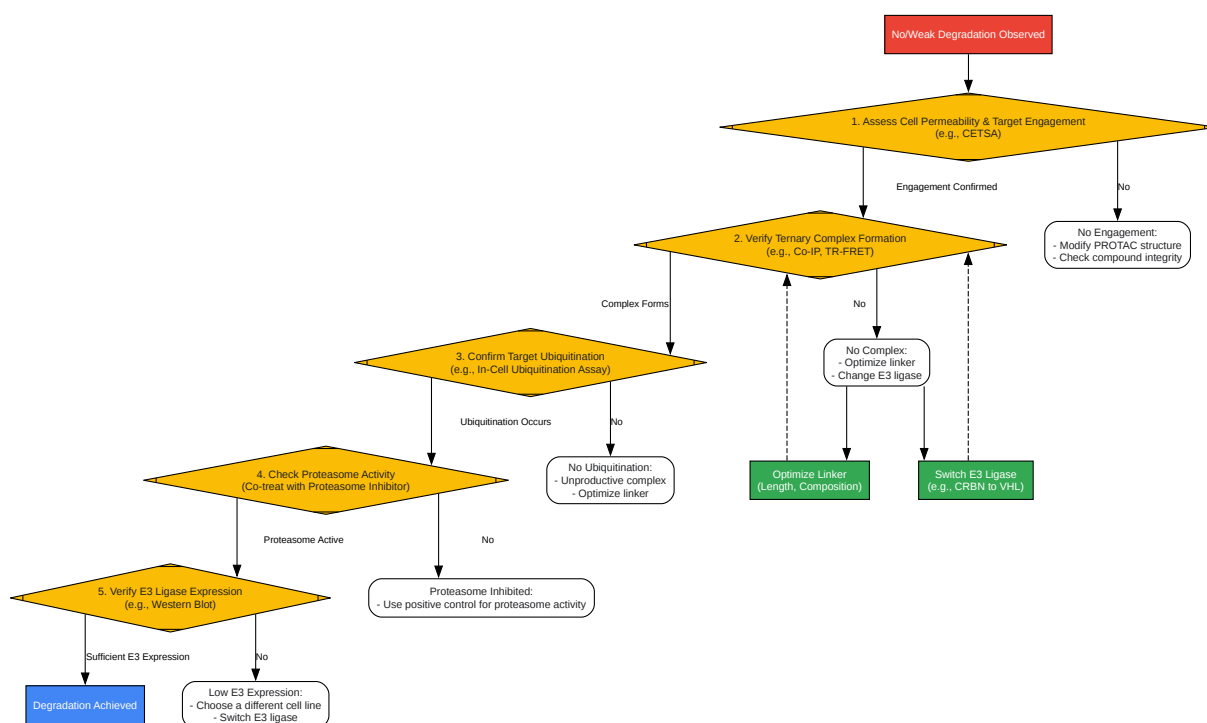 No/Weak Degradation Observed
1. Assess Cell Permeability & Target Engagement
(e.g., CETSA)
Engagement Confirmed
No
2. Verify Ternary Complex Formation
(e.g., Co-IP, TR-FRET)
No Engagement:
- Modify PROTAC structure
- Check compound integrity
Complex Forms
No
3. Confirm Target Ubiquitination
(e.g., In-Cell Ubiquitination Assay)
No Complex:
- Optimize linker
- Change E3 ligase
Ubiquitination Occurs
No
4. Check Proteasome Activity
(Co-treat with Proteasome Inhibitor)
No Ubiquitination:
- Unproductive complex
- Optimize linker
Optimize Linker
(Length, Composition)
Switch E3 Ligase
(e.g., CRBN to VHL)
Proteasome Active
No
5. Verify E3 Ligase Expression
(e.g., Western Blot)
Proteasome Inhibited:
- Use positive control for proteasome activity
Sufficient E3 Expression
No
Degradation Achieved
Low E3 Expression:
- Choose a different cell line
- Switch E3 ligase